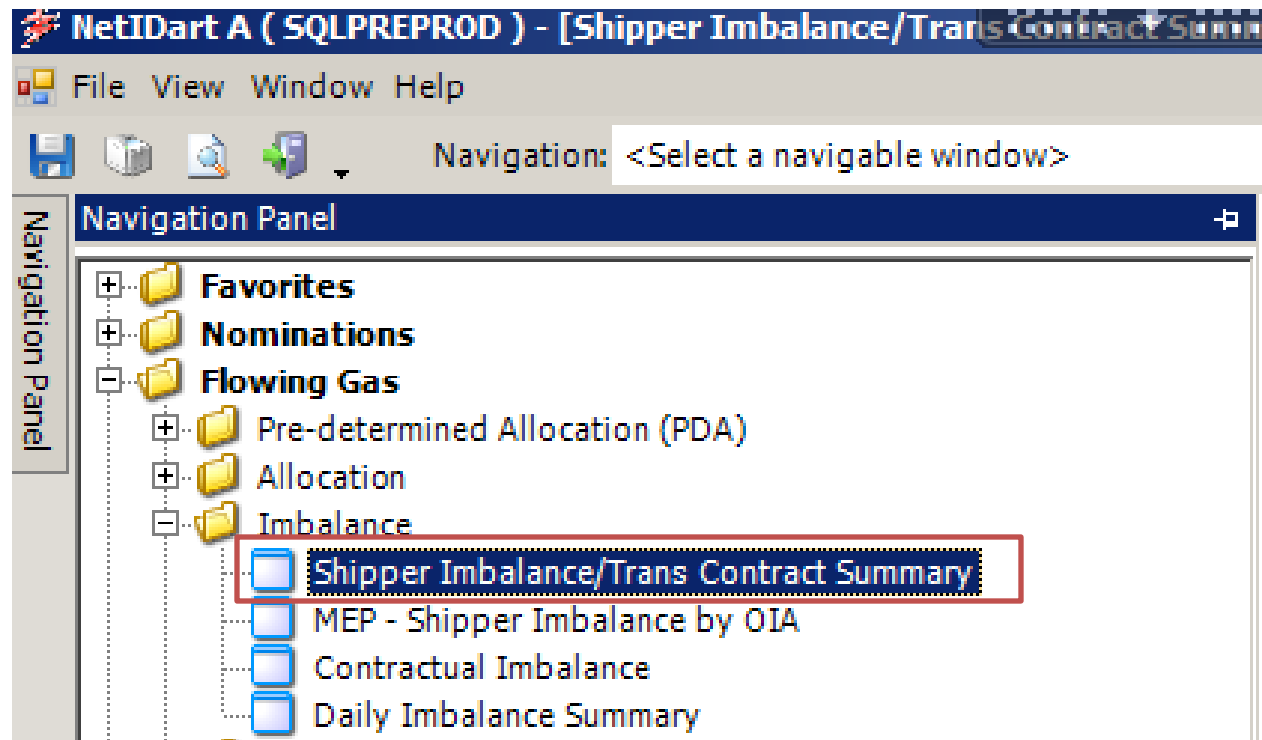 NetIDart A ( SQLPREPROD ) - [Shipper Imbalance/Trans Contract Summ
File View Window Help
Navigation: <Select a navigable window>
Navigation Panel
Navigation Panel
Favorites
Nominations
Flowing Gas
Pre-determined Allocation (PDA)
Allocation
Imbalance
Shipper Imbalance/Trans Contract Summary
MEP - Shipper Imbalance by OIA
Contractual Imbalance
Daily Imbalance Summary